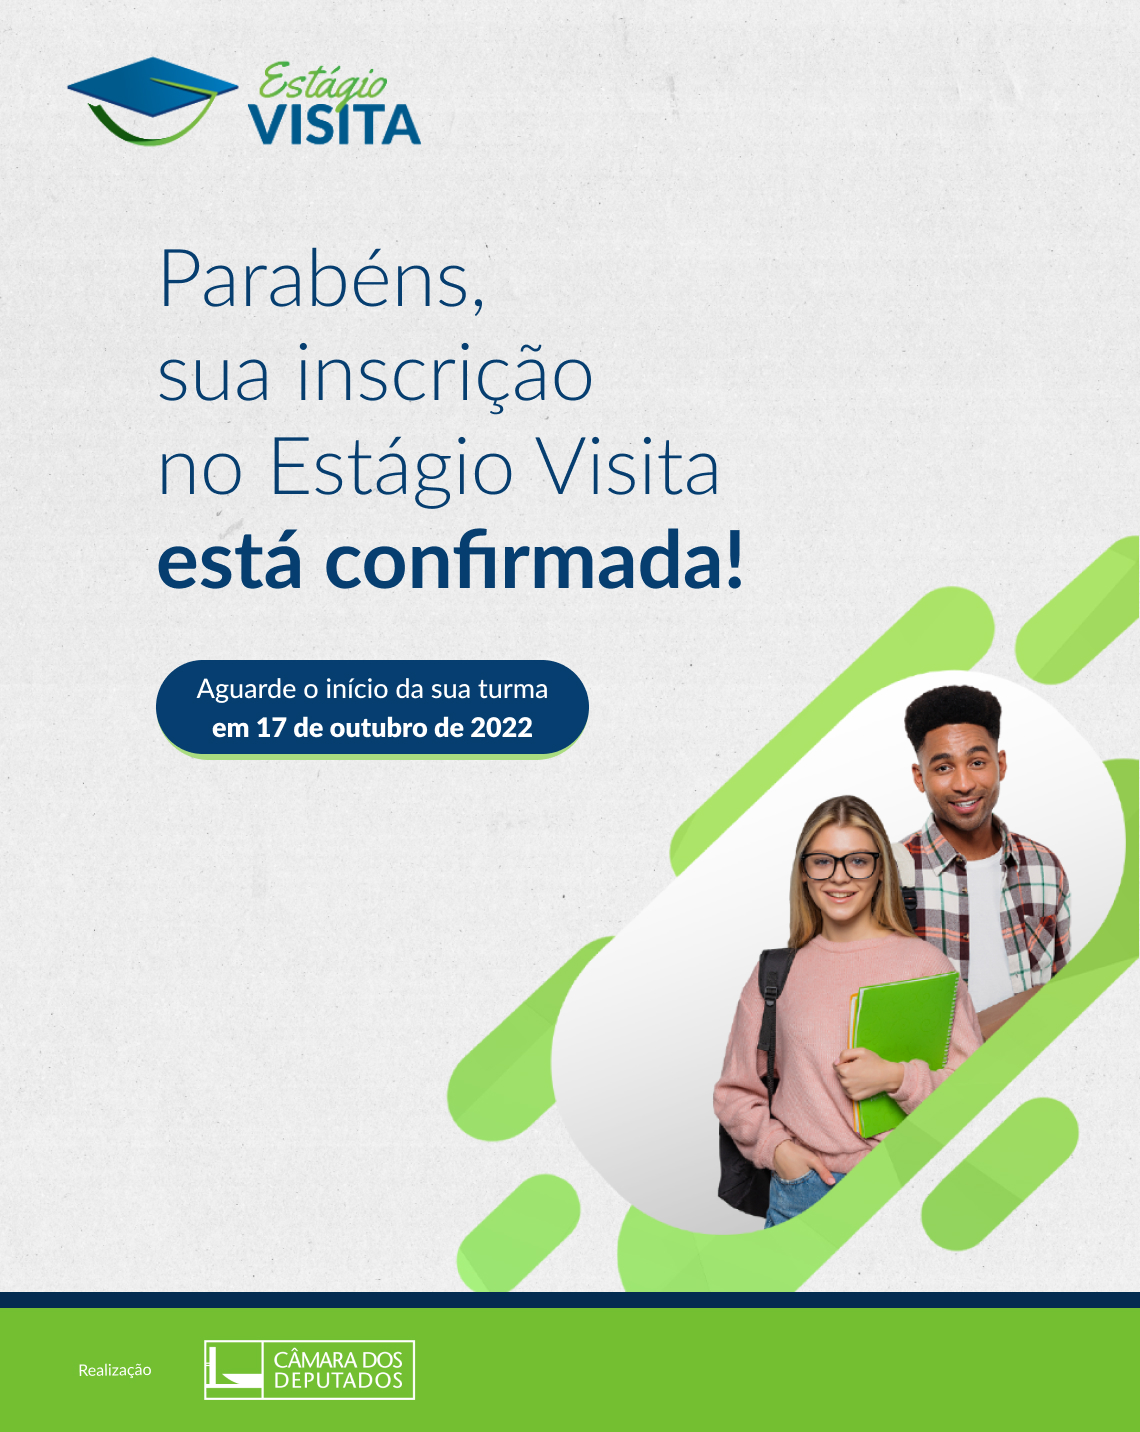 Estágio
VISITA
Parabéns,
sua inscrição
no Estágio Visita
está confirmada!
Aguarde o início da sua turma
em 17 de outubro de 2022
Realização
CÂMARA DOS
DEPUTADOS